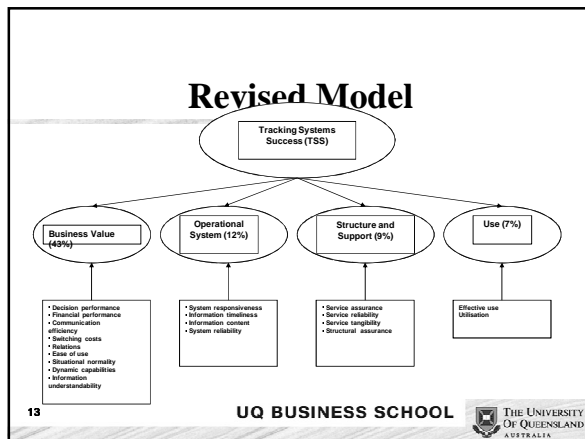 Revised Model
Tracking Systems
Success (TSS)
Business Value
(43%)
Operational
System (12%)
Structure and
Support (9%)
Use (7%)
• Decision performance
• Financial performance
• Communication
efficiency
• Switching costs
• Relations
• Ease of use
• Situational normality
• Dynamic capabilities
• Information
understandability
• System responsiveness
• Information timeliness
• Information content
• System reliability
• Service assurance
• Service reliability
• Service tangibility
• Structural assurance
Effective use
Utilisation
13
UQ BUSINESS SCHOOL
THE UNIVERSITY
OF QUEENSLAND
AUSTRALIA